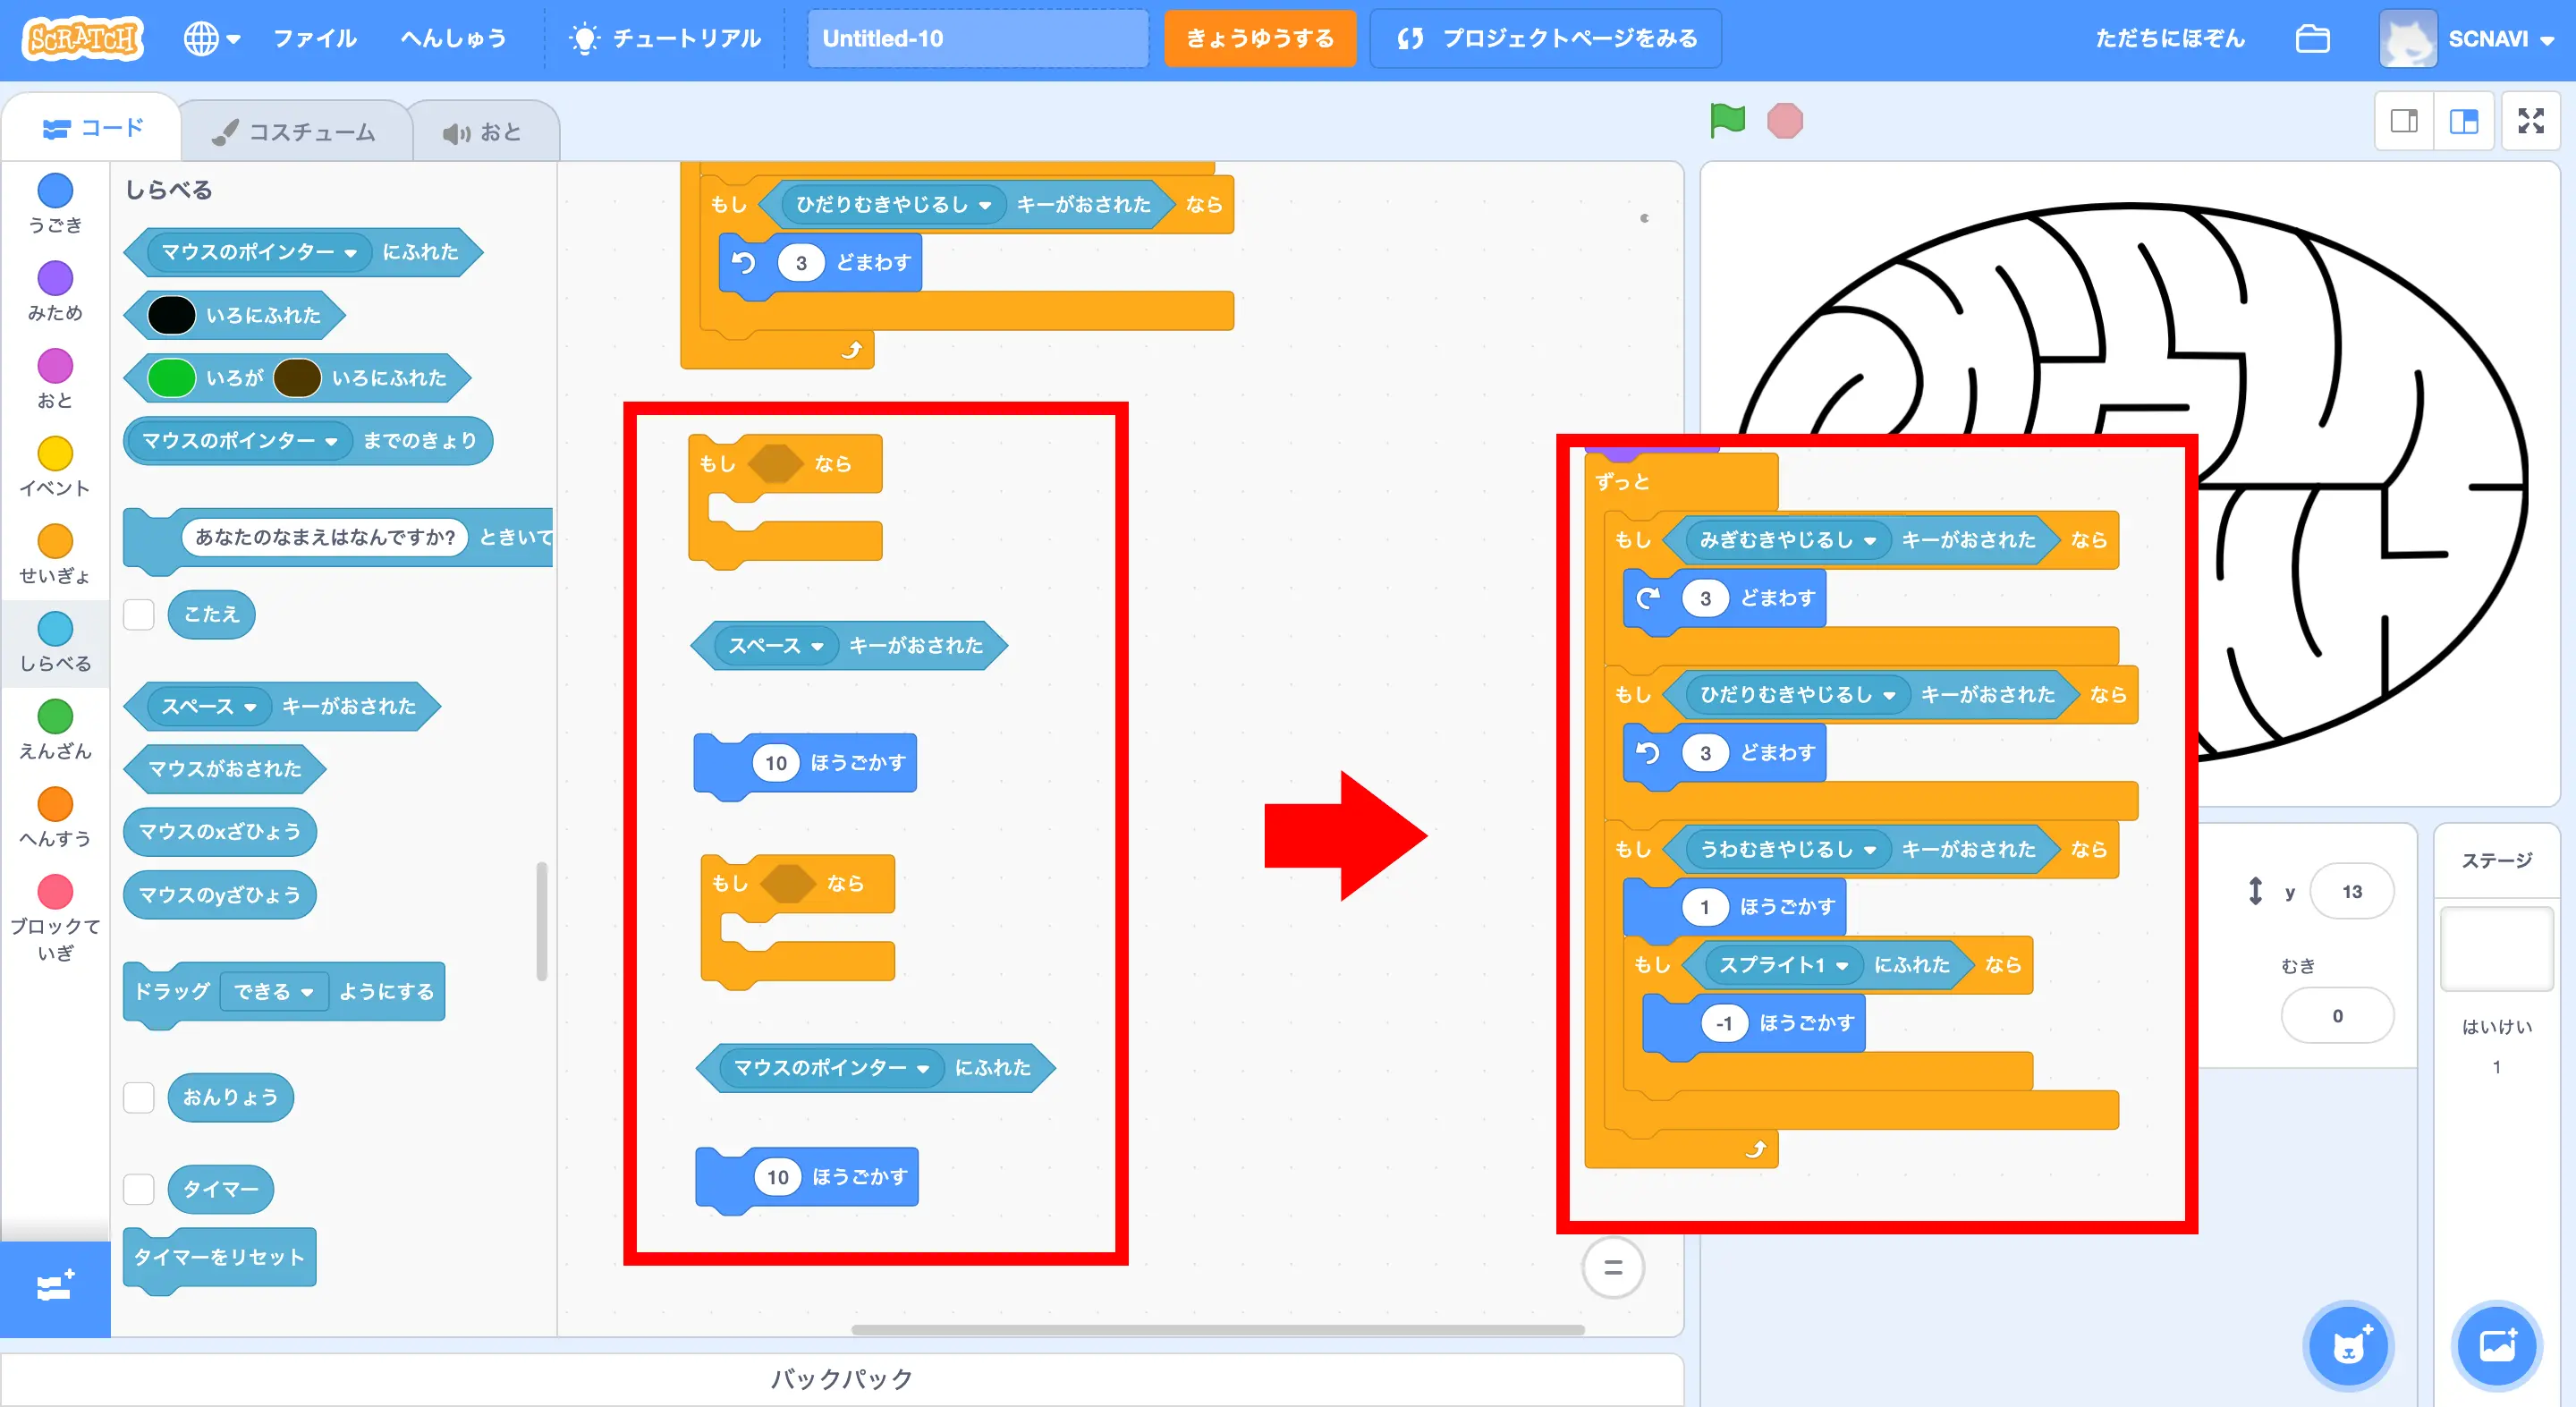 SCRATCH
ファイル
へんしゅう
チュートリアル
Untitled-10
きょうゆうする
プロジェクトページをみる
ただちにほぞん
SCNAVI
コード
コスチューム
おと
うごき
みため
おと
イベント
せいぎょ
しらべる
えんざん
へんすう
ブロックてい
いぎ
しらべる
マウスのポインター にふれた
いろにふれた
いろが いろにふれた
マウスのポインター までのきょり
あなたのなまえはなんですか? ときいて
こたえ
スペース キーがおされた
マウスがおされた
マウスのxざひょう
マウスのyざひょう
ドラッグ できる ようにする
おんりょう
タイマー
タイマーをリセット
もし ひだりむきやじるし キーがおされた なら
3 どまわす
もし なら
スペース キーがおされた
10 ほうごかす
もし なら
マウスのポインター にふれた
10 ほうごかす
ずっと
もし みぎむきやじるし キーがおされた なら
3 どまわす
もし ひだりむきやじるし キーがおされた なら
3 どまわす
もし うわむきやじるし キーがおされた なら
1 ほうごかす
もし スプライト1 にふれた なら
-1 ほうごかす
y 13
むき
0
ステージ
はいけい
1
バックパック